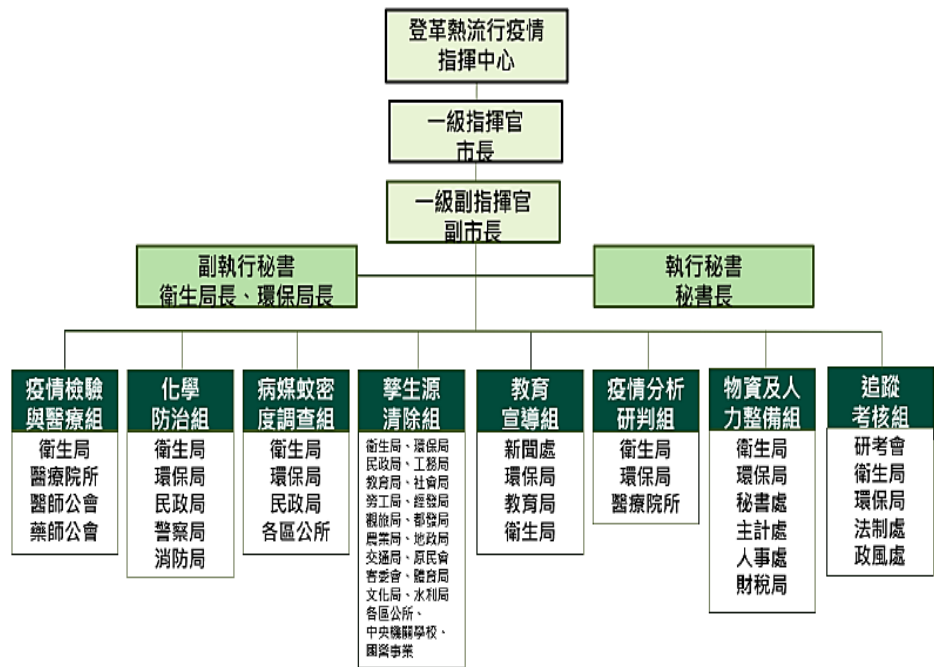 登革熱流行疫情
指揮中心
一級指揮官
市長
一級副指揮官
副市長
副執行秘書
衛生局長、環保局長
執行秘書
秘書長
疫情檢驗
與醫療組
衛生局
醫療院所
醫師公會
藥師公會
化學
防治組
衛生局
環保局
民政局
警察局
消防局
病媒蚊密
度調查組
衛生局
環保局
民政局
各區公所
孳生源
清除組
衛生局、環保局
民政局、工務局
教育局、社會局
勞工局、經發局
觀旅局、都發局
農業局、地政局
交通局、原民會
客委會、體育局
文化局、水利局
各區公所、
中央機關學校、
國營事業
教育
宣導組
新聞處
環保局
教育局
衛生局
疫情分析
研判組
衛生局
環保局
醫療院所
物資及人
力整備組
衛生局
環保局
秘書處
主計處
人事處
財稅局
追蹤
考核組
研考會
衛生局
環保局
法制處
政風處